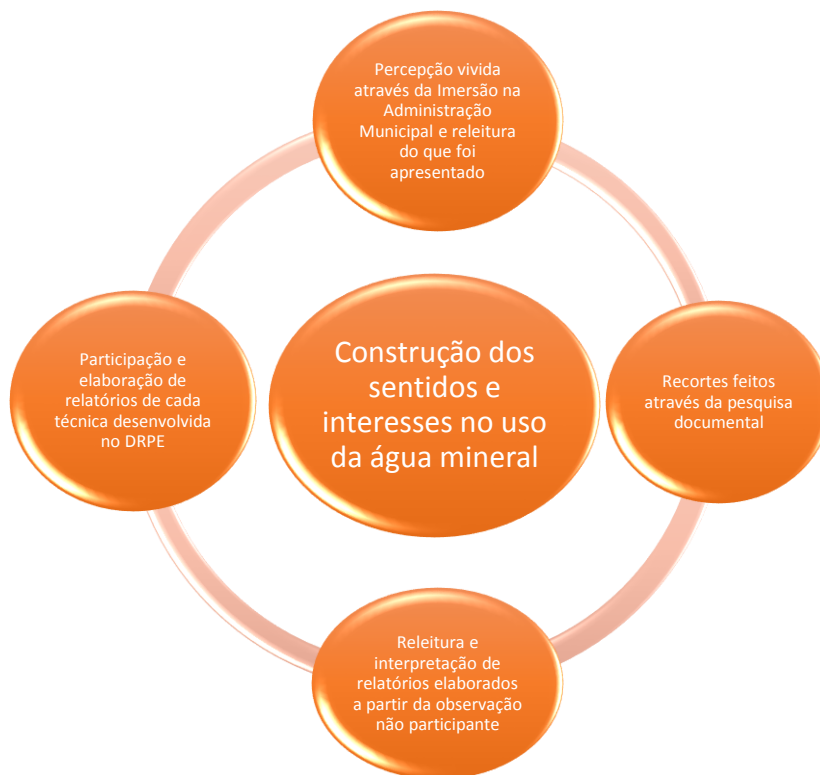 Percepção vivida
através da Imersão na
Administração
Municipal e releitura
do que foi
apresentado
Participação e
elaboração de
relatórios de cada
técnica desenvolvida
no DRPE
Construção dos
sentidos e
interesses no uso
da água mineral
Recortes feitos
através da pesquisa
documental
Releitura e
interpretação de
relatórios elaborados
a partir da observação
não participante